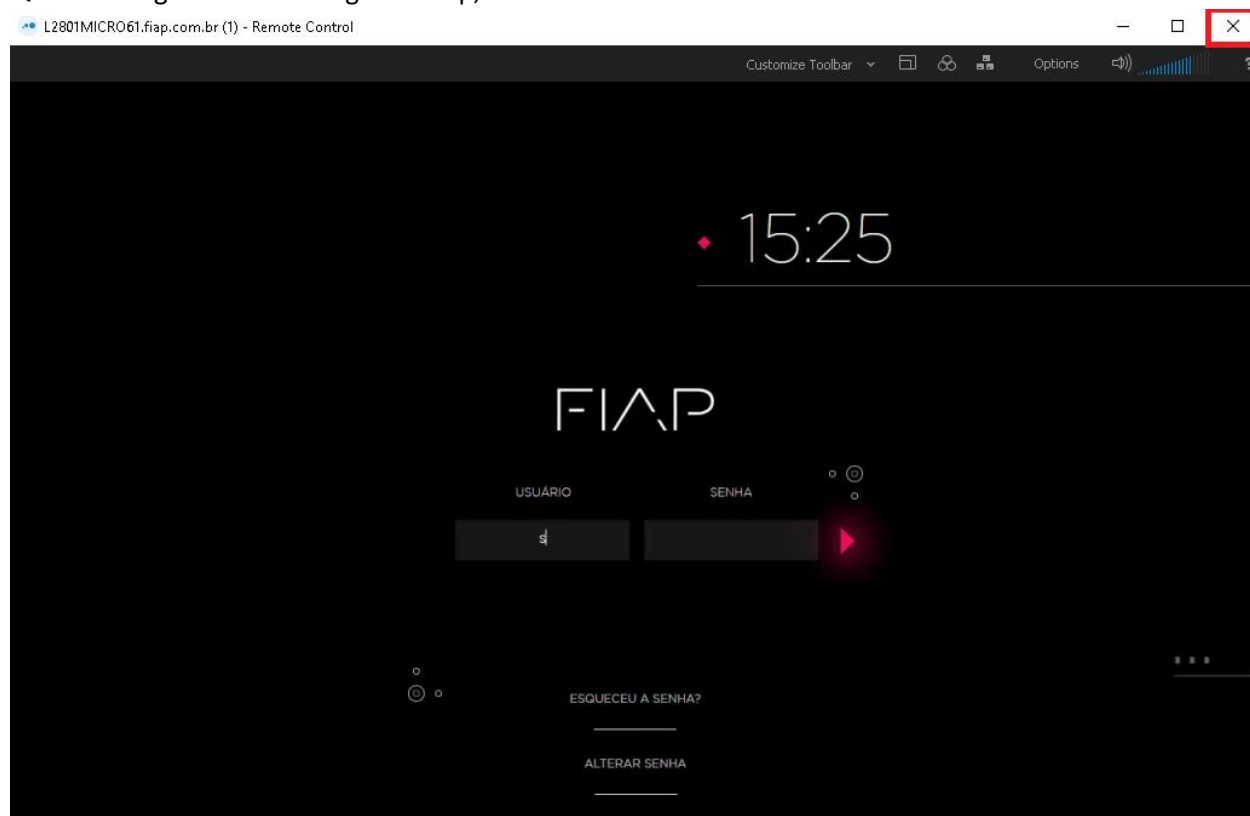 L2801MICRO61.fiap.com.br (1) - Remote Control
Customize Toolbar Options ?
15:25
FIAP
USUÁRIO SENHA
s
ESQUECEU A SENHA?
ALTERAR SENHA